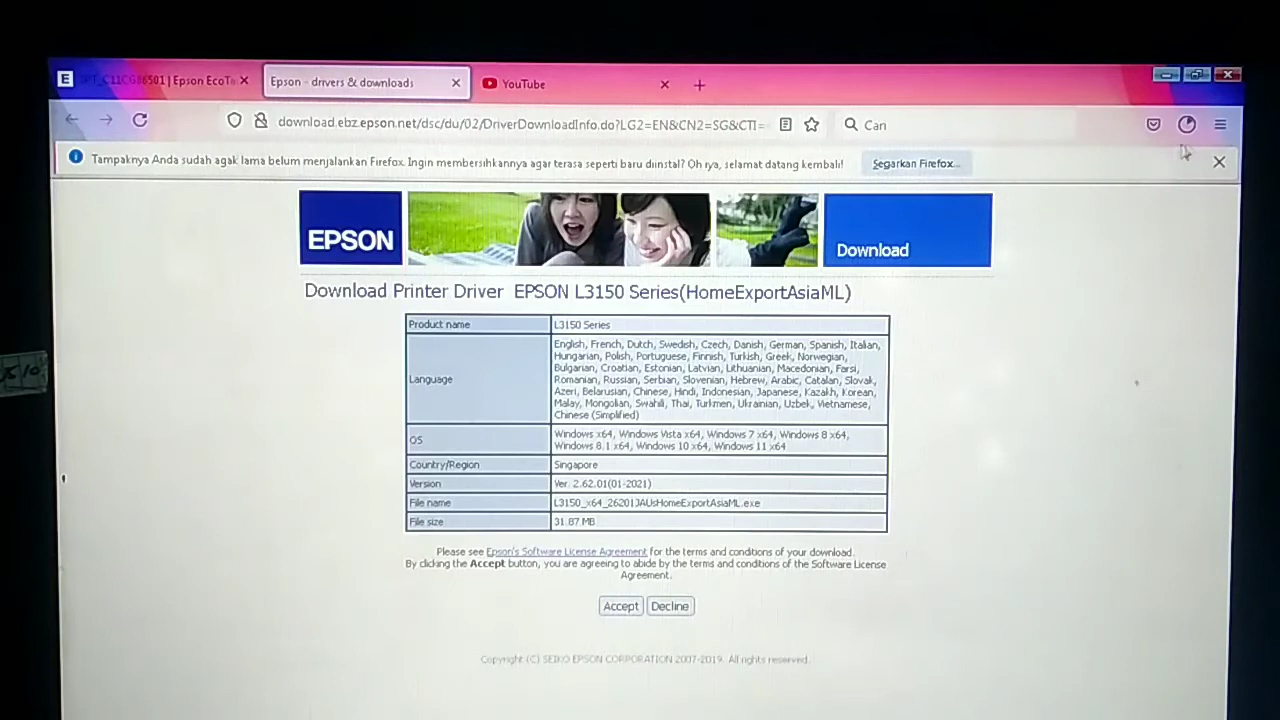 C11CG86501 | Epson EcoTa
Epson - drivers & downloads
YouTube
download.ebz.epson.net/dsc/du/02/DriverDownloadInfo.do?LG2=EN&CN2=SG&CTI=
Cari
Tampaknya Anda sudah agak lama belum menjalankan Firefox. Ingin membersihkannya agar terasa seperti baru diinstal? Oh iya, selamat datang kembali!
Segarkan Firefox...
EPSON
Download
Download Printer Driver EPSON L3150 Series(HomeExportAsiaML)
Product name L3150 Series
Language English, French, Dutch, Swedish, Czech, Danish, German, Spanish, Italian,
Hungarian, Polish, Portuguese, Finnish, Turkish, Greek, Norwegian,
Bulgarian, Croatian, Estonian, Latvian, Lithuanian, Macedonian, Farsi,
Romanian, Russian, Serbian, Slovenian, Hebrew, Arabic, Catalan, Slovak,
Azeri, Belarusian, Chinese, Hindi, Indonesian, Japanese, Kazakh, Korean,
Malay, Mongolian, Swahili, Thai, Turkmen, Ukrainian, Uzbek, Vietnamese,
Chinese (Simplified)
OS Windows x64, Windows Vista x64, Windows 7 x64, Windows 8 x64,
Windows 8.1 x64, Windows 10 x64, Windows 11 x64
Country/Region Singapore
Version Ver. 2.62.01(01-2021)
File name L3150_x64_26201JAUsHomeExportAsiaML.exe
File size 31.87 MB
Please see Epson's Software License Agreement for the terms and conditions of your download.
By clicking the Accept button, you are agreeing to abide by the terms and conditions of the Software License
Agreement.
Accept Decline
Copyright (C) SEIKO EPSON CORPORATION 2007-2019. All rights reserved.